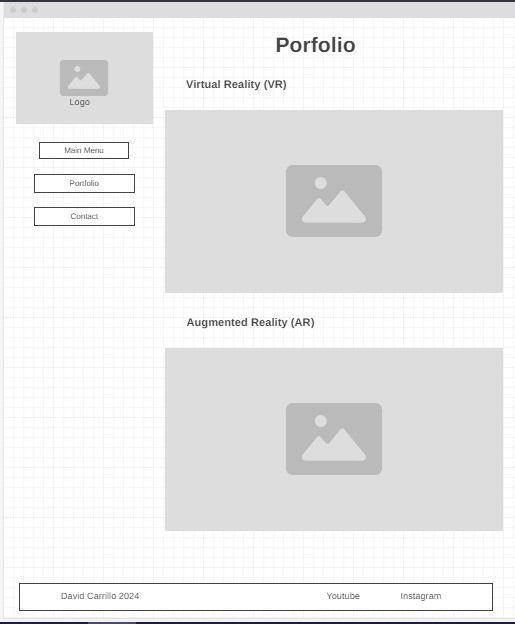 Porfolio
Logo
Virtual Reality (VR)
Main Menu
Portfolio
Contact
Augmented Reality (AR)
David Carrillo 2024 Youtube Instagram